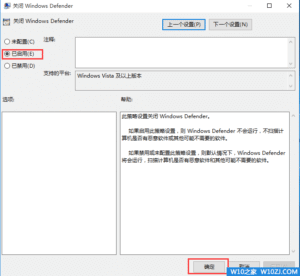 关闭 Windows Defender
关闭 Windows Defender
上一个设置(P)
下一个设置(N)
未配置(C)
注释:
已启用(E)
已禁用(D)
支持的平台:
Windows Vista 及以上版本
选项:
帮助:
此策略设置关闭 Windows Defender。
如果启用此策略设置，则 Windows Defender 不会运行，不扫描计
算机是否有恶意软件或其他可能不需要的软件。
如果禁用或未配置此策略设置，则默认情况下，Windows Defender
将会运行，扫描计算机是否有恶意软件和其他可能不需要的软件。
确定
取消
W10之家 W10ZJ.COM